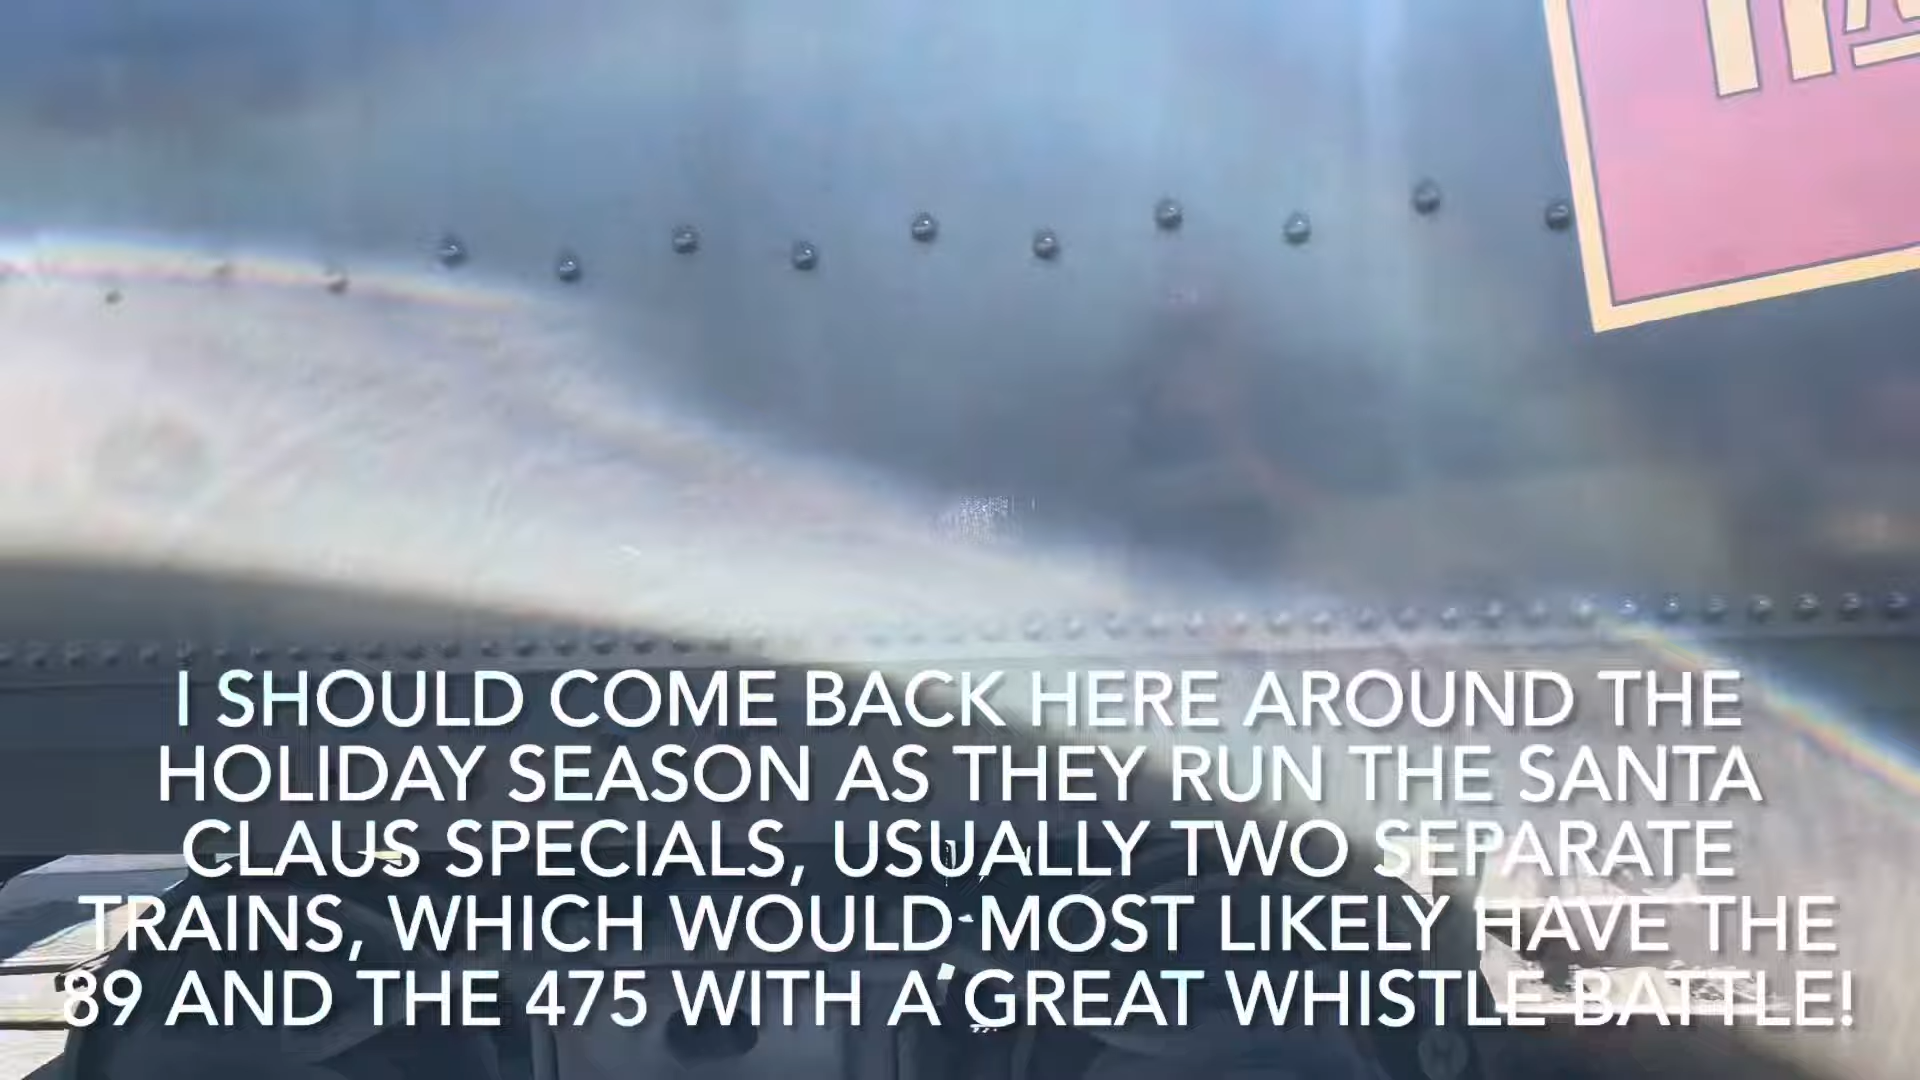 I SHOULD COME BACK HERE AROUND THE
HOLIDAY SEASON AS THEY RUN THE SANTA
CLAUS SPECIALS, USUALLY TWO SEPARATE
TRAINS, WHICH WOULD MOST LIKELY HAVE THE
89 AND THE 475 WITH A GREAT WHISTLE BATTLE!